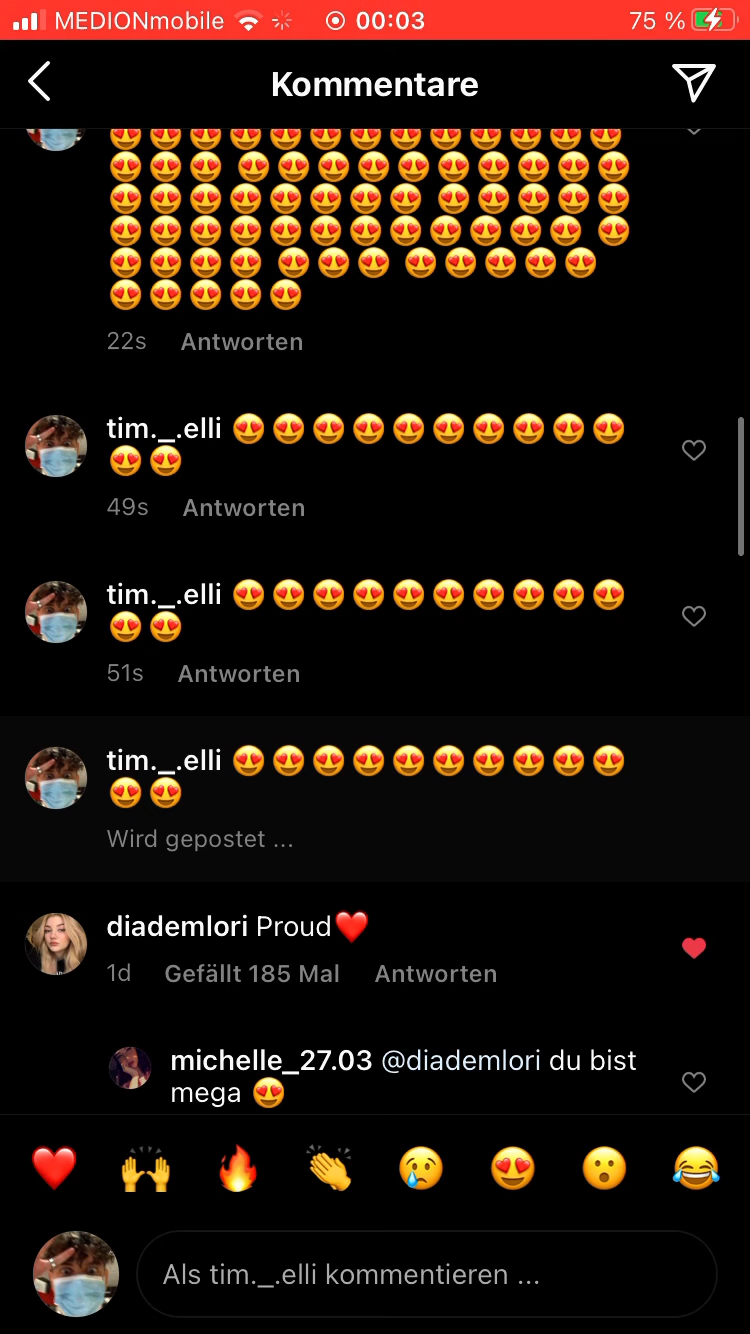 MEDIONmobile 00:03 75 %
Kommentare
😍😍😍😍😍😍😍😍😍😍😍😍😍
😍😍😍 😍😍😍😍😍😍😍😍😍😍
😍😍😍😍😍😍😍😍 😍😍😍😍😍
😍😍😍😍😍😍😍😍😍😍😍😍 😍
😍😍😍😍 😍😍😍 😍😍😍😍😍
😍😍😍😍😍
22s Antworten
tim._.elli 😍😍😍😍😍😍😍😍😍😍
😍😍
49s Antworten
tim._.elli 😍😍😍😍😍😍😍😍😍😍
😍😍
51s Antworten
tim._.elli 😍😍😍😍😍😍😍😍😍😍
😍😍
Wird gepostet ...
diademlori Proud❤️
1d Gefällt 185 Mal Antworten
michelle_27.03 @diademlori du bist
mega 😍
❤️🙌🔥👏😢😍😮😂
Als tim._.elli kommentieren ...